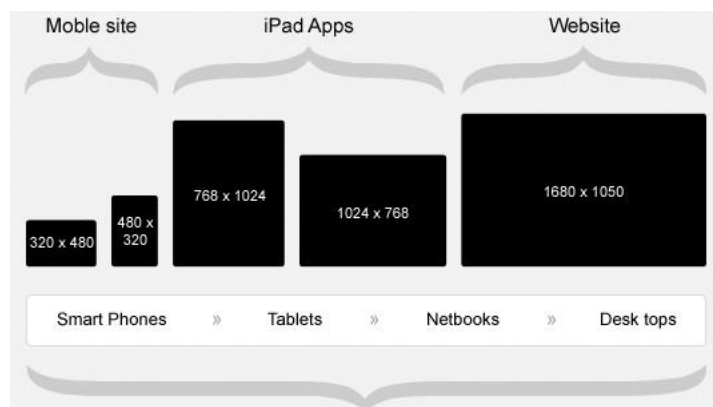 Moble site
iPad Apps
Website
320 x 480
480 x
320
768 x 1024
1024 x 768
1680 x 1050
Smart Phones » Tablets » Netbooks » Desk tops